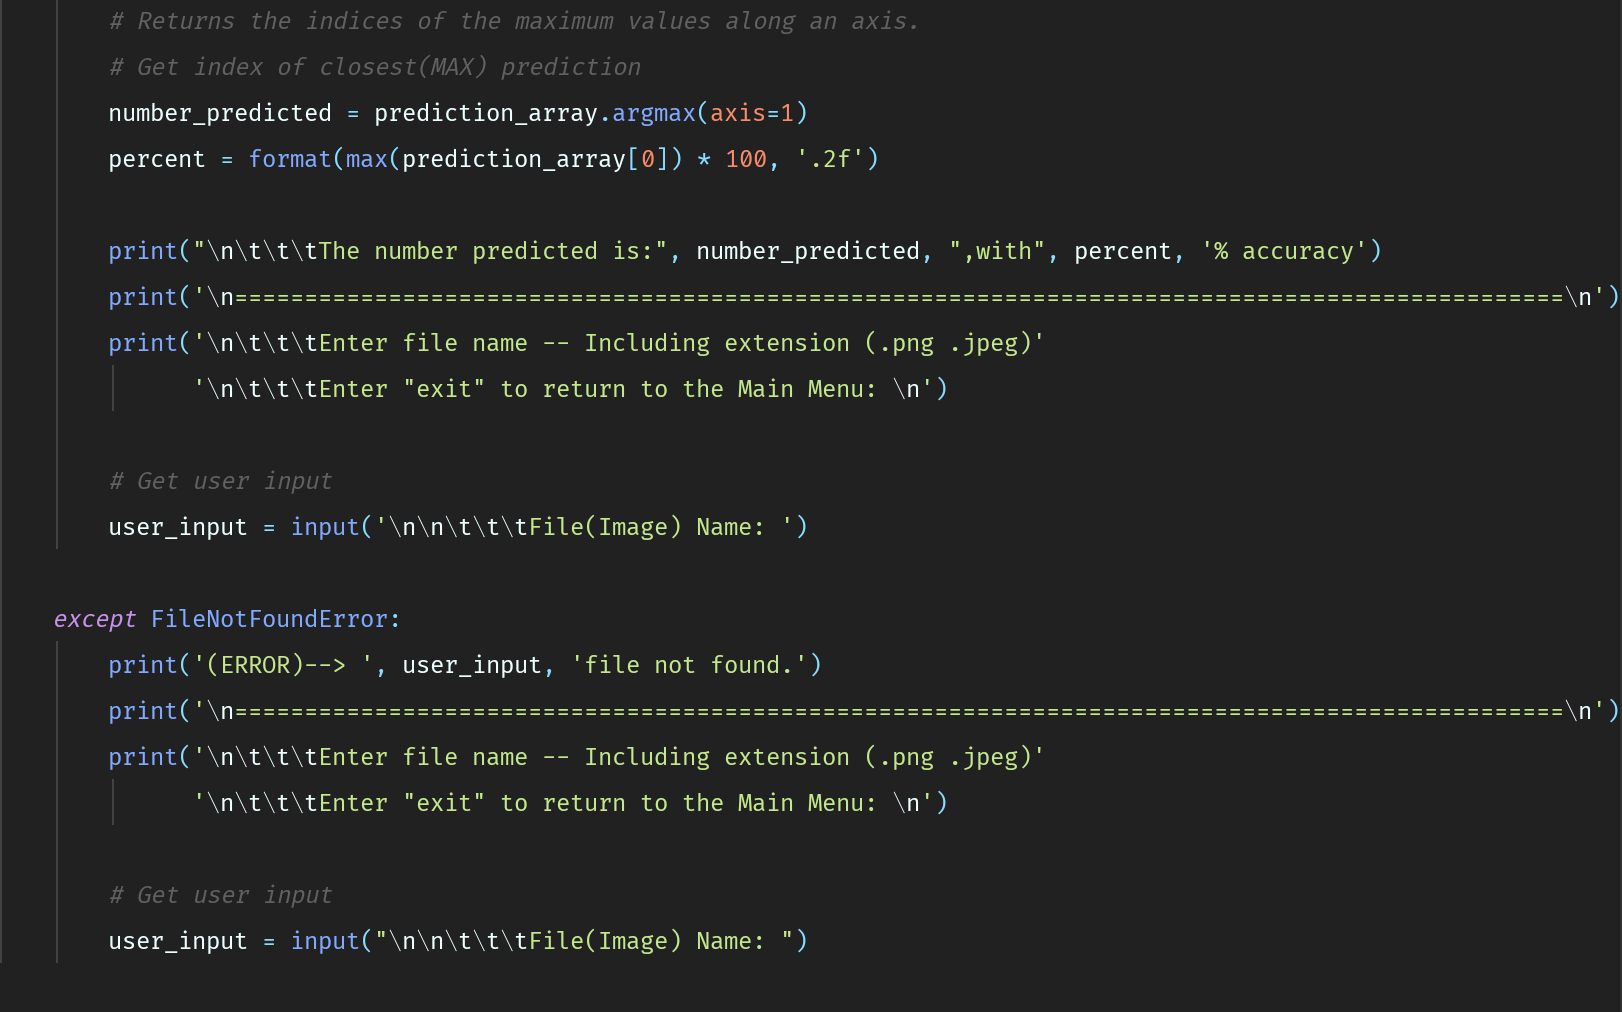 # Returns the indices of the maximum values along an axis.
# Get index of closest(MAX) prediction
number_predicted = prediction_array.argmax(axis=1)
percent = format(max(prediction_array[0]) * 100, '.2f')
print("\n\t\t\tThe number predicted is:", number_predicted, ",with", percent, '% accuracy')
print('\n===============================================================================================\n')
print('\n\t\t\tEnter file name -- Including extension (.png .jpeg)'
'\n\t\t\tEnter "exit" to return to the Main Menu: \n')
# Get user input
user_input = input('\n\n\t\t\tFile(Image) Name: ')
except FileNotFoundError:
print('(ERROR)--> ', user_input, 'file not found.')
print('\n===============================================================================================\n')
print('\n\t\t\tEnter file name -- Including extension (.png .jpeg)'
'\n\t\t\tEnter "exit" to return to the Main Menu: \n')
# Get user input
user_input = input("\n\n\t\t\tFile(Image) Name: ")